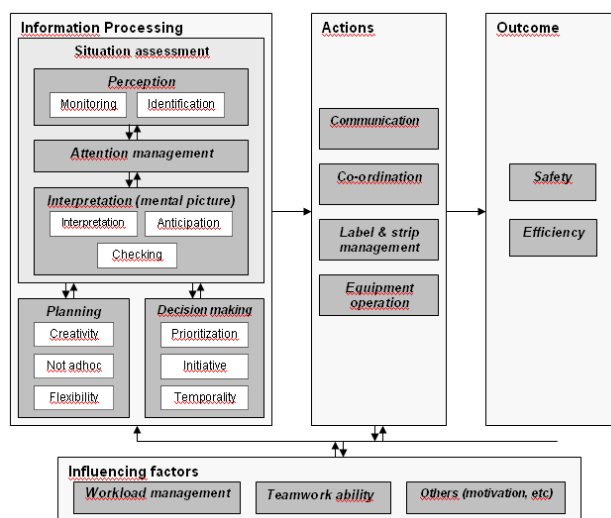 Information Processing
Situation assessment
Perception
Monitoring
Identification
Attention management
Interpretation (mental picture)
Interpretation
Anticipation
Checking
Planning
Creativity
Not adhoc
Flexibility
Decision making
Prioritization
Initiative
Temporality
Actions
Communication
Co-ordination
Label & strip
management
Equipment
operation
Outcome
Safety
Efficiency
Influencing factors
Workload management
Teamwork ability
Others (motivation, etc)